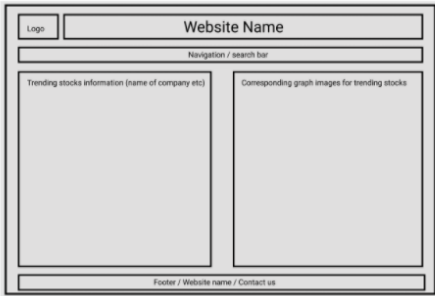 Logo
Website Name
Navigation / search bar
Trending stocks information (name of company etc)
Corresponding graph images for trending stocks
Footer / Website name / Contact us